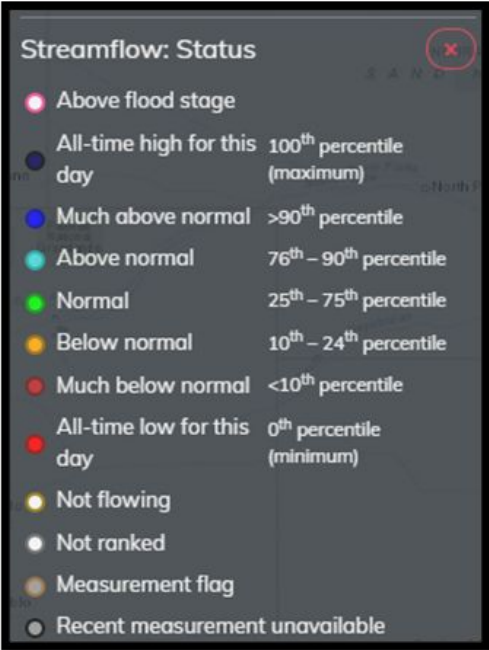 Streamflow: Status
×
Above flood stage
All-time high for this day 100th percentile (maximum)
Much above normal >90th percentile
Above normal 76th – 90th percentile
Normal 25th – 75th percentile
Below normal 10th – 24th percentile
Much below normal <10th percentile
All-time low for this day 0th percentile (minimum)
Not flowing
Not ranked
Measurement flag
Recent measurement unavailable